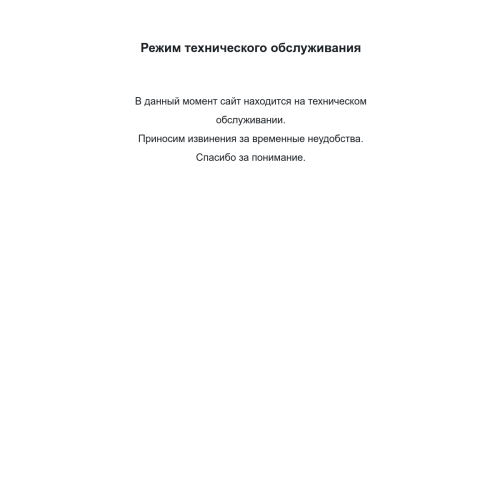 Режим технического обслуживания
В данный момент сайт находится на техническом
обслуживании.
Приносим извинения за временные неудобства.
Спасибо за понимание.